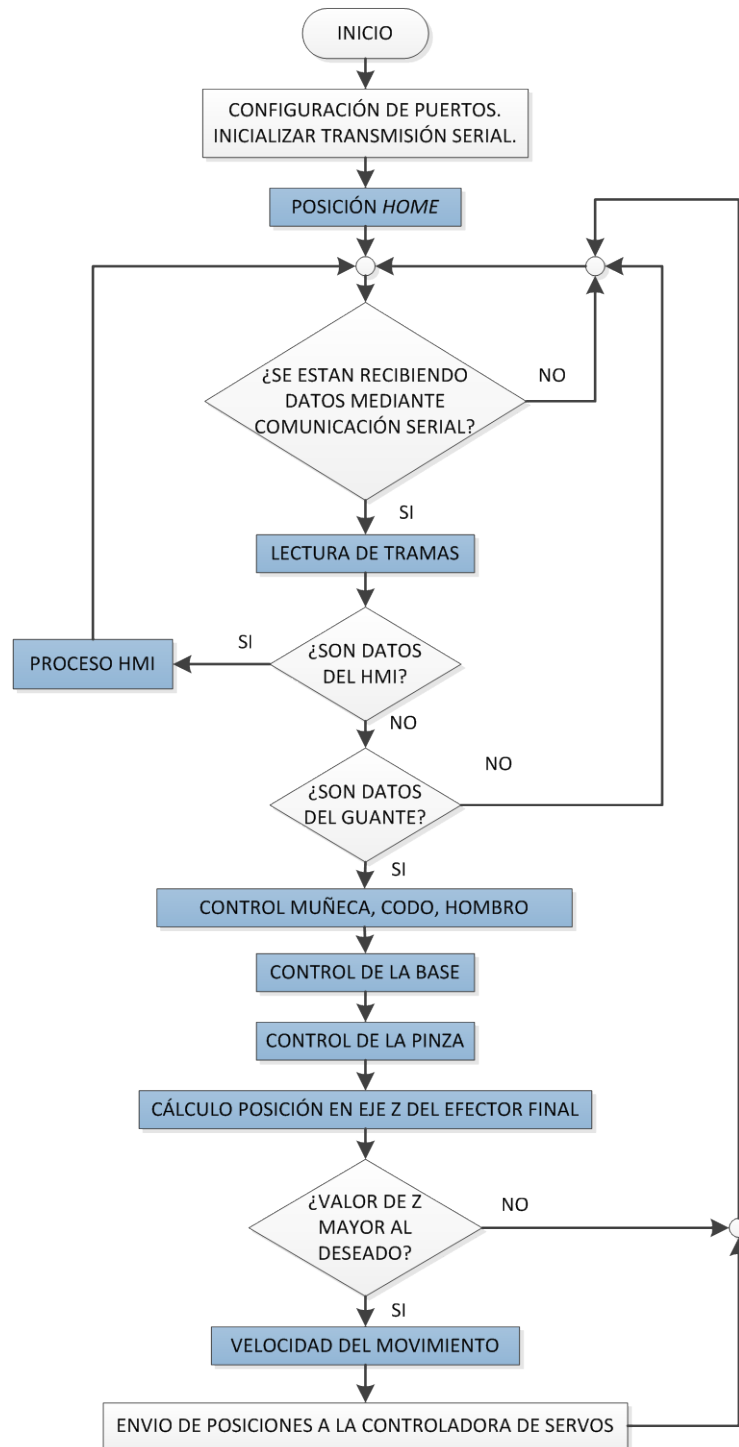 INICIO
CONFIGURACIÓN DE PUERTOS.
INICIALIZAR TRANSMISIÓN SERIAL.
POSICIÓN HOME
¿SE ESTAN RECIBIENDO
DATOS MEDIANTE
COMUNICACIÓN SERIAL?
NO
SI
LECTURA DE TRAMAS
¿SON DATOS
DEL HMI?
SI
PROCESO HMI
NO
¿SON DATOS
DEL GUANTE?
NO
SI
CONTROL MUÑECA, CODO, HOMBRO
CONTROL DE LA BASE
CONTROL DE LA PINZA
CÁLCULO POSICIÓN EN EJE Z DEL EFECTOR FINAL
¿VALOR DE Z
MAYOR AL
DESEADO?
NO
SI
VELOCIDAD DEL MOVIMIENTO
ENVIO DE POSICIONES A LA CONTROLADORA DE SERVOS